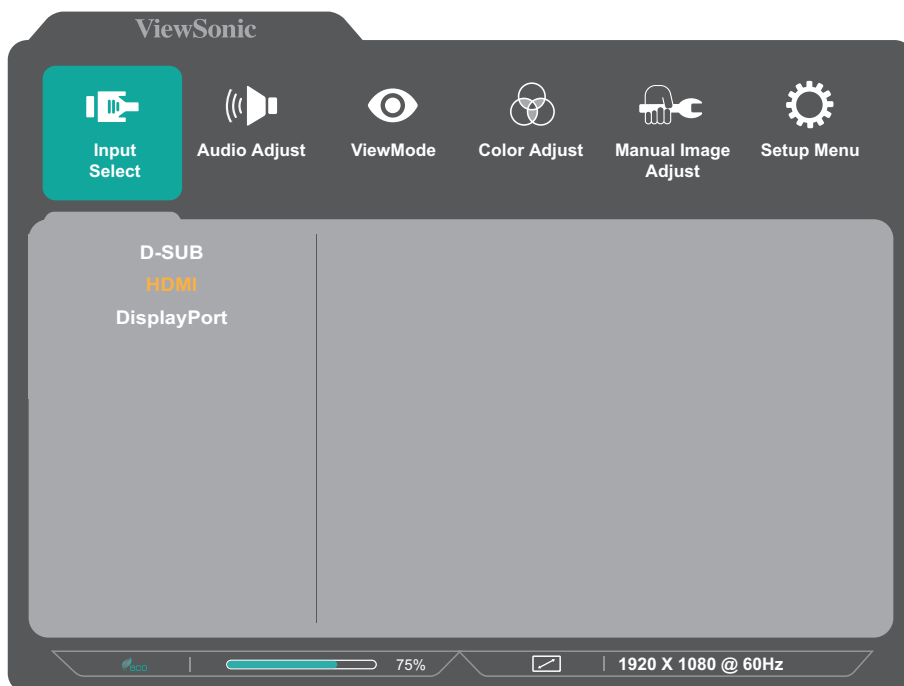 ViewSonic
Input
Select
Audio Adjust
ViewMode
Color Adjust
Manual Image
Adjust
Setup Menu
D-SUB
HDMI
DisplayPort
eco
75%
1920 X 1080 @ 60Hz